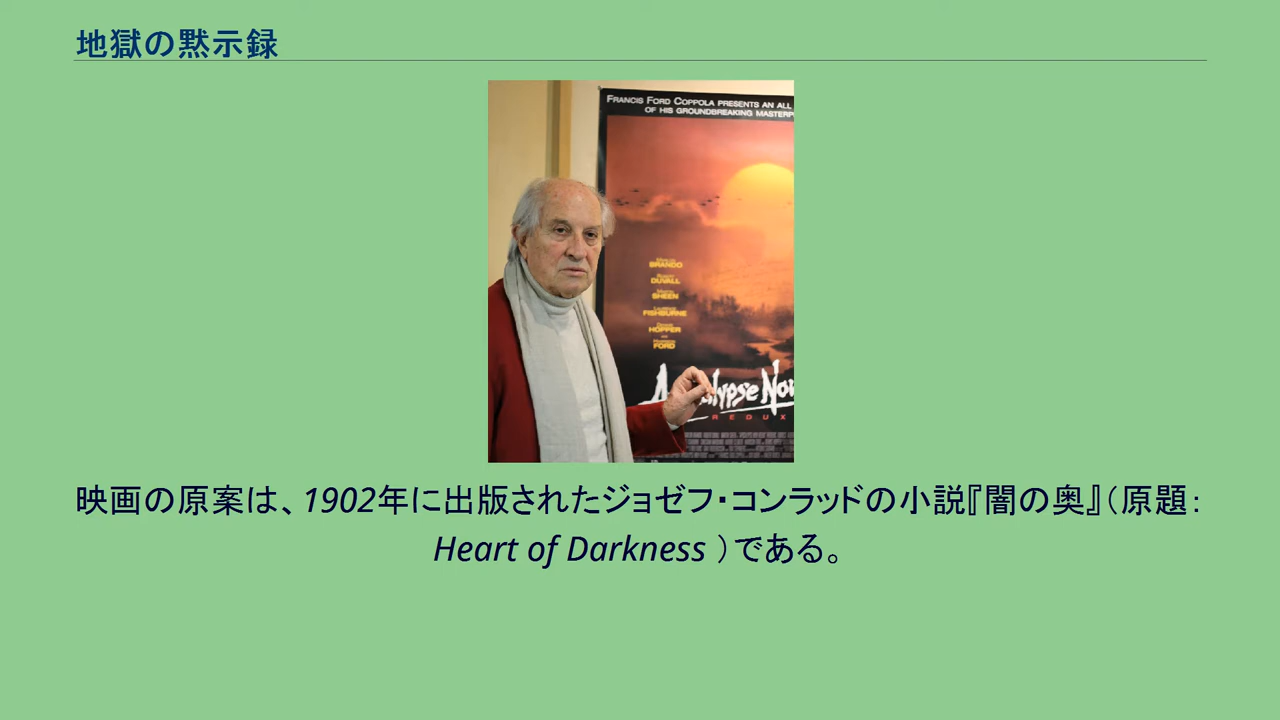 地獄の黙示録
FRANCIS FORD COPPOLA PRESENTS AN ALL
OF HIS GROUNDBREAKING MASTERP
BRANDO
DUVALL
SHEEN
FISHBURNE
HOPPER
FORD
Apocalypse Now
REDUX
映画の原案は、1902年に出版されたジョゼフ・コンラッドの小説『闇の奥』（原題：
Heart of Darkness ）である。